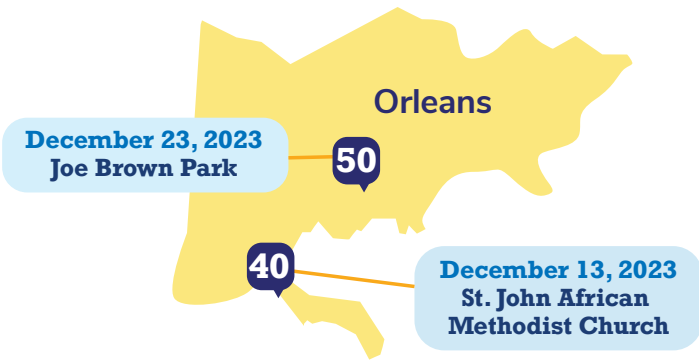 Orleans
December 23, 2023
Joe Brown Park
50
40
December 13, 2023
St. John African
Methodist Church